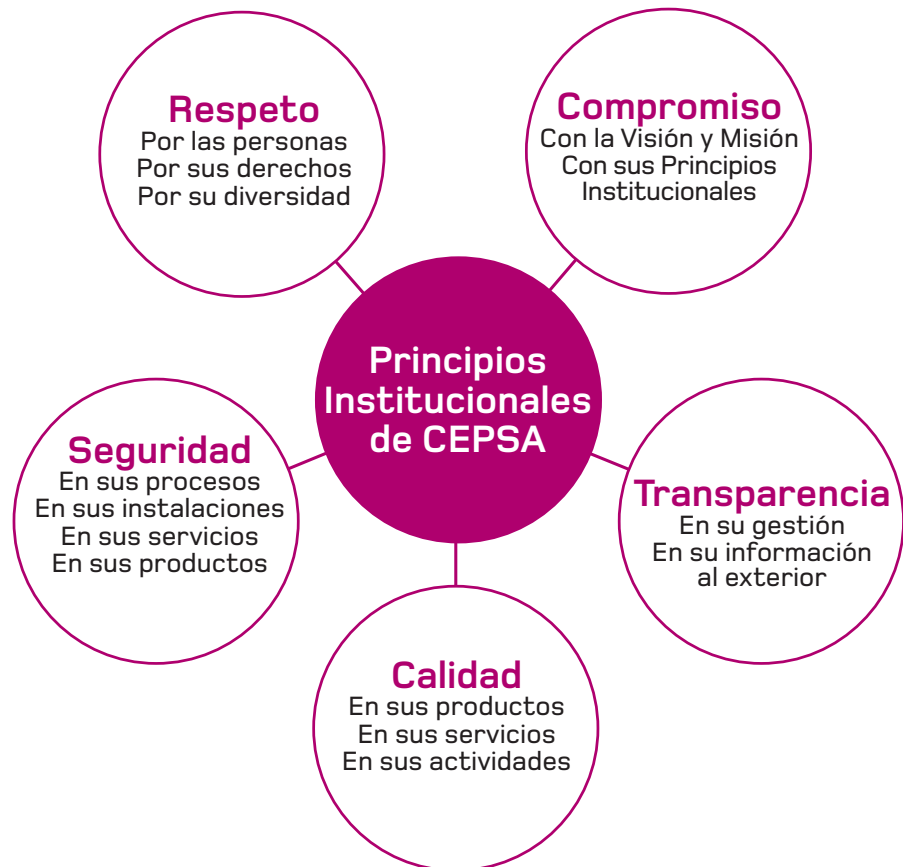 Respeto
Por las personas
Por sus derechos
Por su diversidad
Compromiso
Con la Visión y Misión
Con sus Principios
Institucionales
Principios
Institucionales
de CEPSA
Seguridad
En sus procesos
En sus instalaciones
En sus servicios
En sus productos
Transparencia
En su gestión
En su información
al exterior
Calidad
En sus productos
En sus servicios
En sus actividades